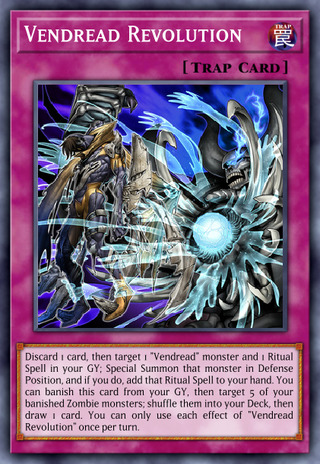 Vendread Revolution
TRAP
罠
[Trap Card]
Discard 1 card, then target 1 "Vendread" monster and 1 Ritual
Spell in your GY; Special Summon that monster in Defense
Position, and if you do, add that Ritual Spell to your hand. You
can banish this card from your GY, then target 5 of your
banished Zombie monsters; shuffle them into your Deck, then
draw 1 card. You can only use each effect of "Vendread
Revolution" once per turn.